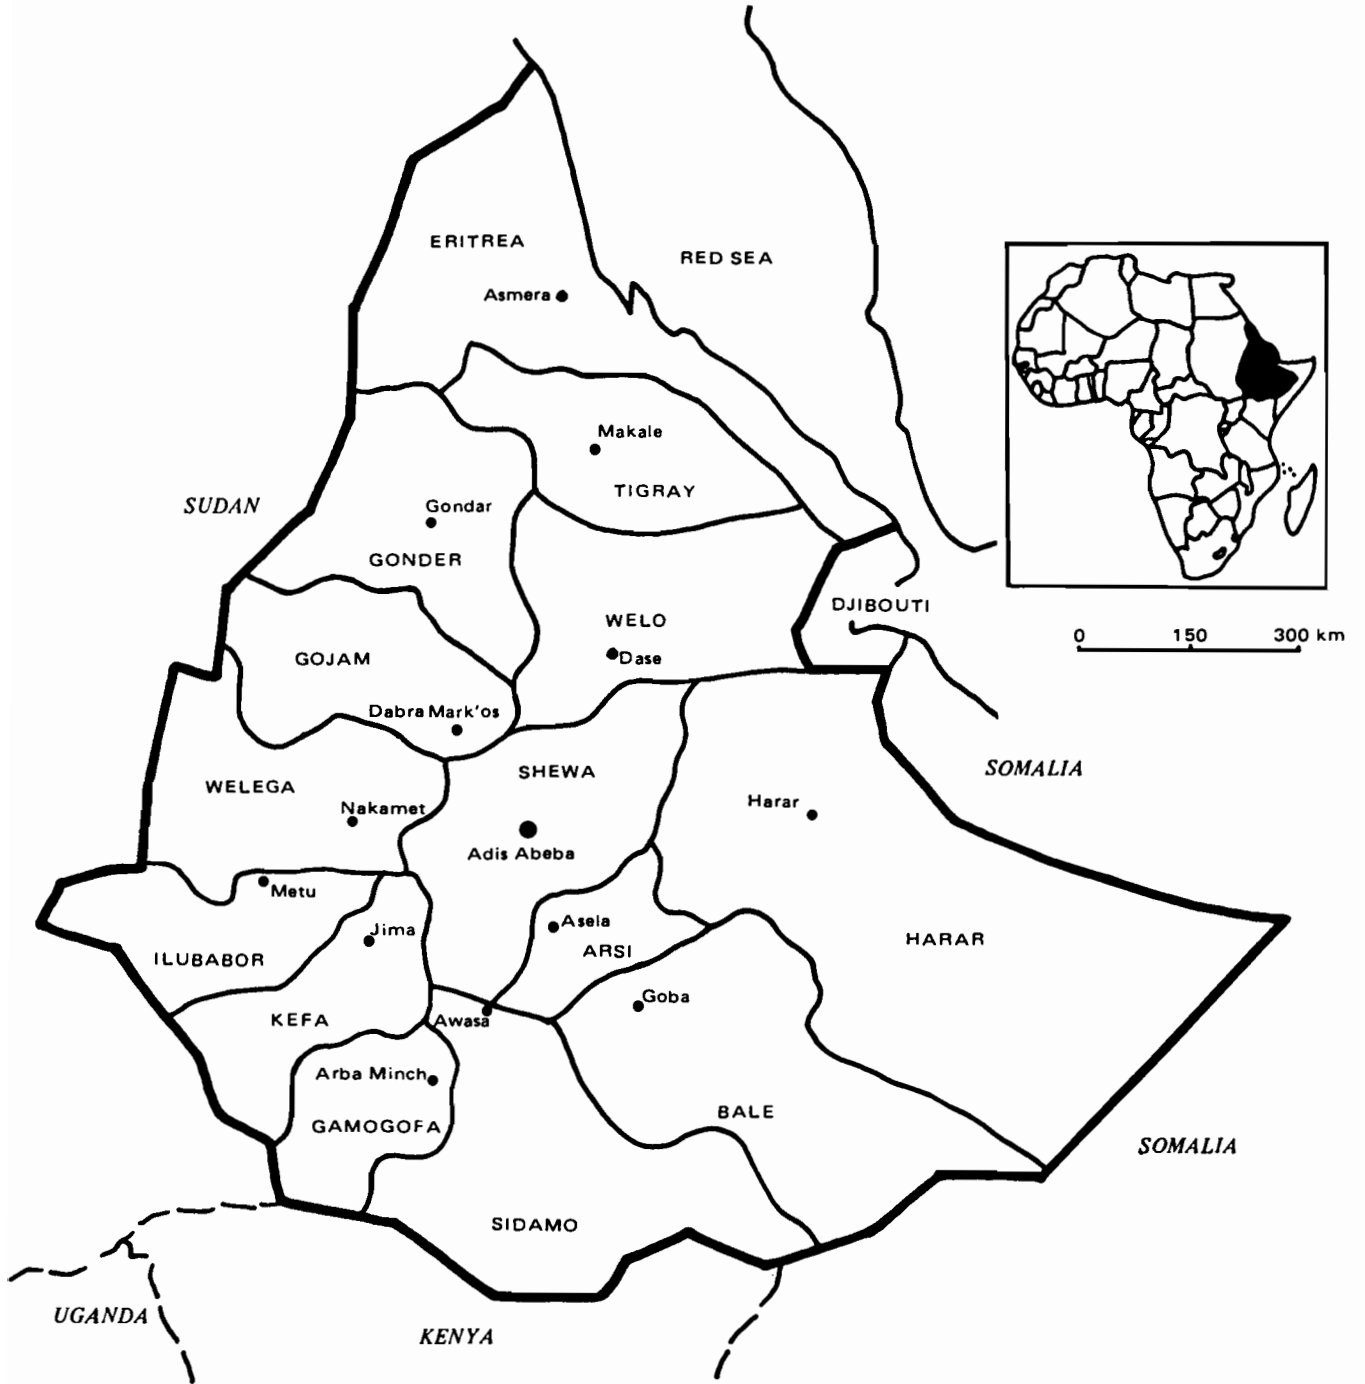 ERITREA
RED SEA
Asmera
Makale
TIGRAY
SUDAN
Gondar
GONDER
DJIBOUTI
WELO
0 150 300 km
GOJAM
Dase
Dabra Mark'os
SHEWA
SOMALIA
WELEGA
Nakamet
Harar
Adis Abeba
Metu
Asela
Jima
HARAR
ARSI
ILUBABOR
Goba
KEFA
Awasa
Arba Minch
BALE
GAMOGOFA
SOMALIA
SIDAMO
UGANDA
KENYA